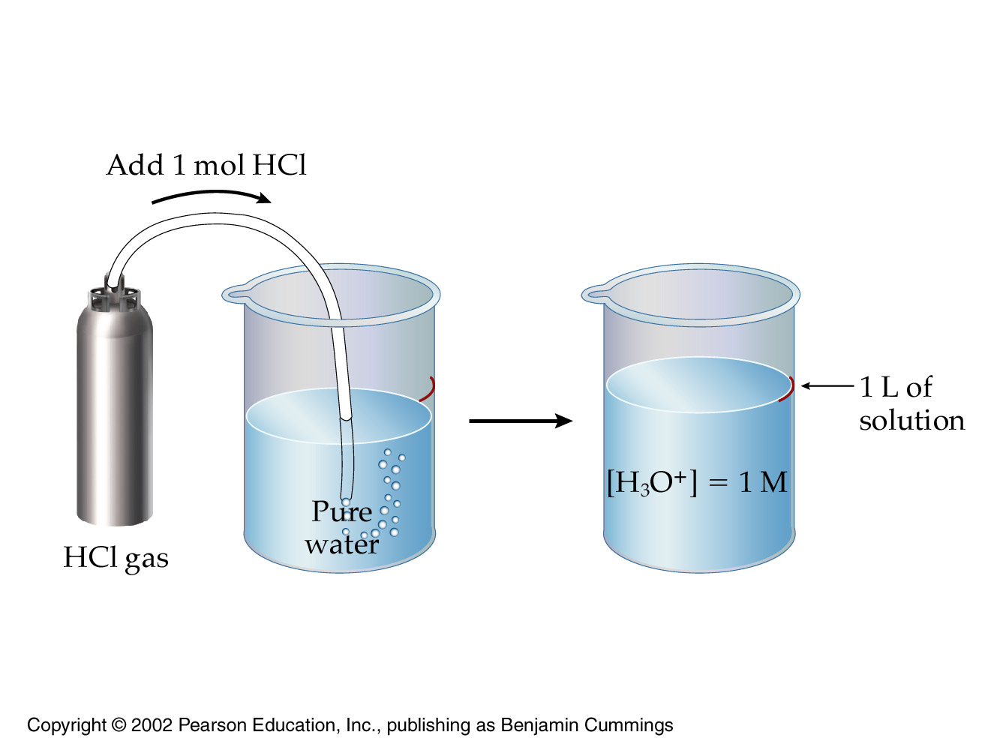 Add 1 mol HCl
1 L of
solution
[H₃O⁺] = 1 M
Pure
water
HCl gas
Copyright © 2002 Pearson Education, Inc., publishing as Benjamin Cummings